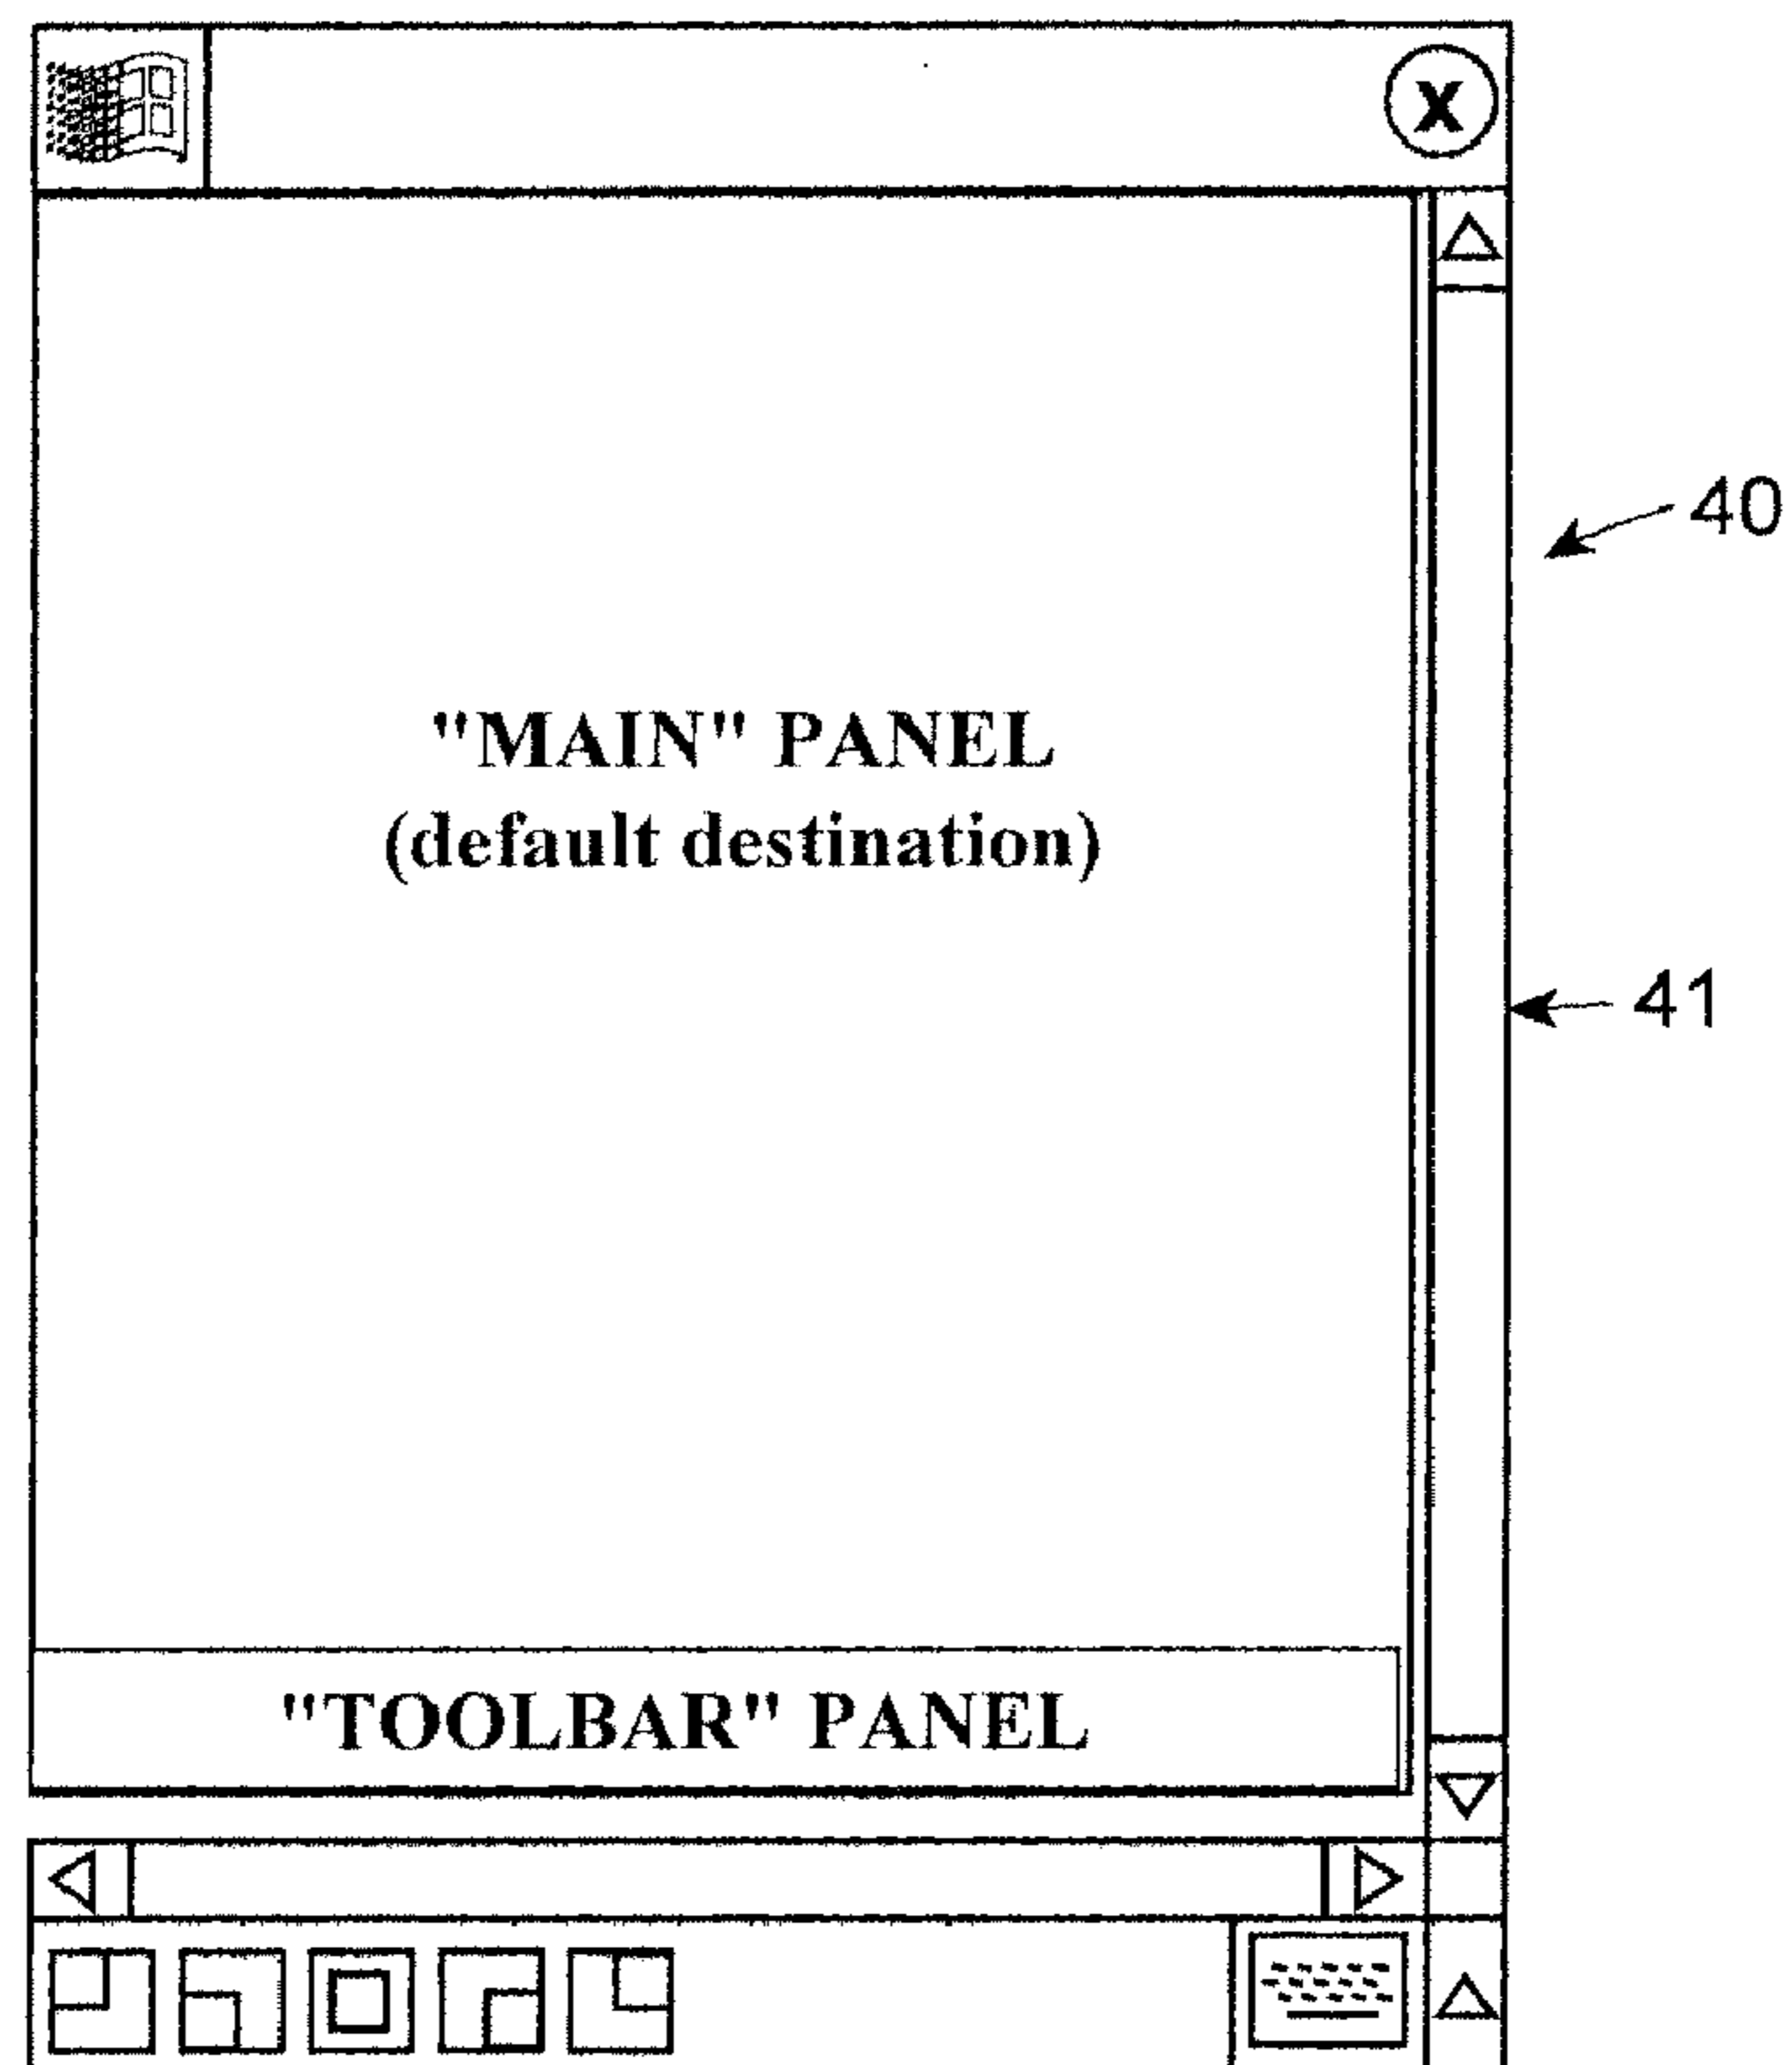 X
40
"MAIN" PANEL
(default destination)
41
"TOOLBAR" PANEL